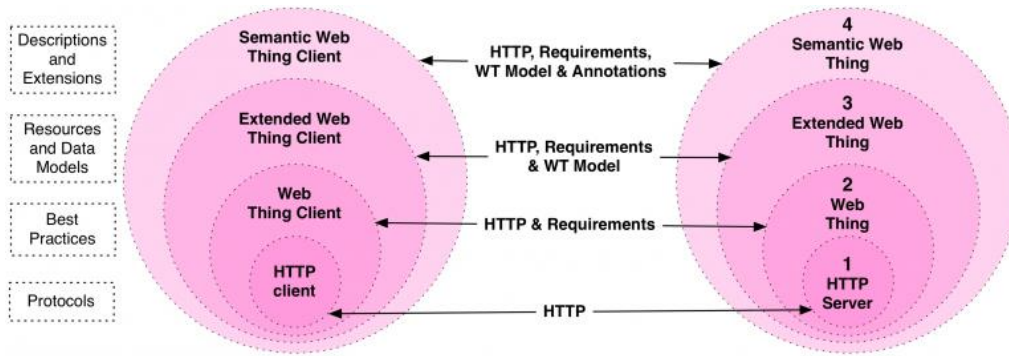 Descriptions
and
Extensions
Resources
and Data
Models
Best
Practices
Protocols
Semantic Web
Thing Client
Extended Web
Thing Client
Web
Thing Client
HTTP
client
HTTP, Requirements,
WT Model & Annotations
HTTP, Requirements
& WT Model
HTTP & Requirements
HTTP
4
Semantic Web
Thing
3
Extended Web
Thing
2
Web
Thing
1
HTTP
Server